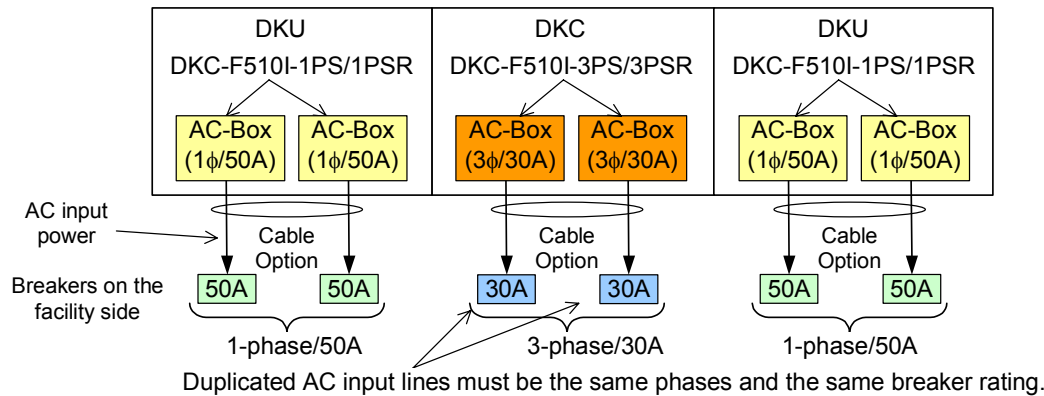 DKU
DKC-F510I-1PS/1PSR
AC-Box
(1ϕ/50A)
AC-Box
(1ϕ/50A)
DKC
DKC-F510I-3PS/3PSR
AC-Box
(3ϕ/30A)
AC-Box
(3ϕ/30A)
DKU
DKC-F510I-1PS/1PSR
AC-Box
(1ϕ/50A)
AC-Box
(1ϕ/50A)
AC input
power
Cable
Option
Cable
Option
Cable
Option
Breakers on the
facility side
50A
50A
30A
30A
50A
50A
1-phase/50A
3-phase/30A
1-phase/50A
Duplicated AC input lines must be the same phases and the same breaker rating.